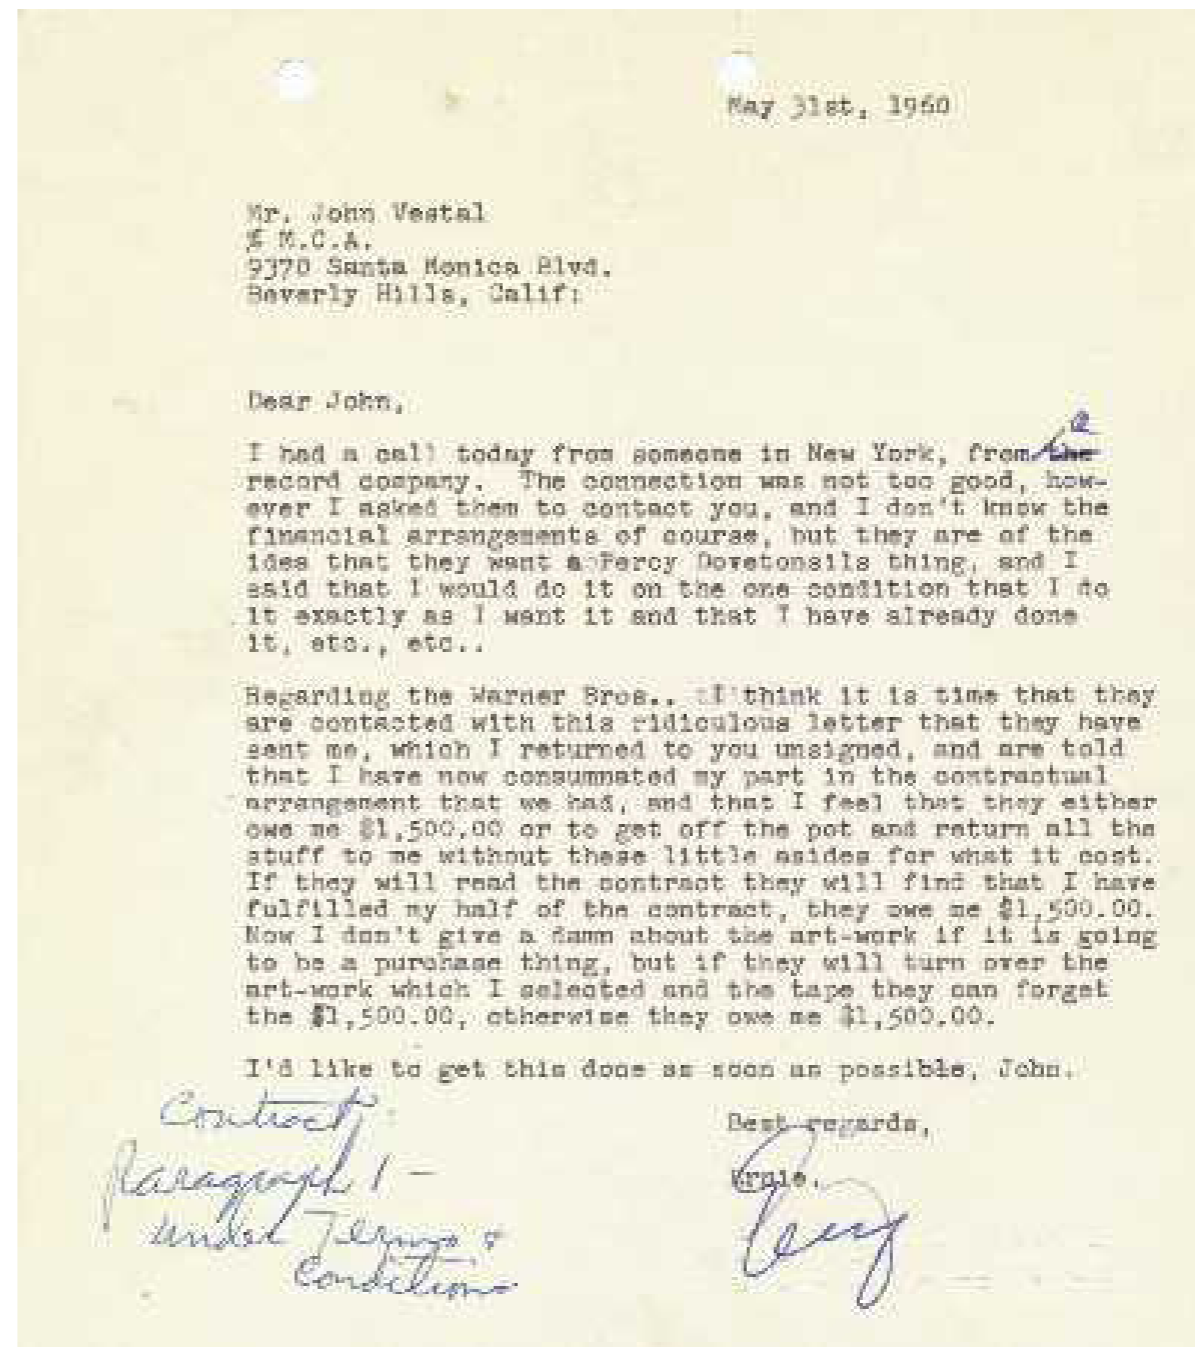 May 31st, 1960
Mr. John Vestal
% M.C.A.
9370 Santa Monica Blvd.
Beverly Hills, Calif:
Dear John,
a
I had a call today from someone in New York, from the
record company. The connection was not too good, how-
ever I asked them to contact you, and I don't know the
financial arrangements of course, but they are of the
idea that they want a Percy Dovetonsils thing, and I
said that I would do it on the one condition that I do
it exactly as I want it and that I have already done
it, etc., etc..
Regarding the Warner Bros.. I think it is time that they
are contacted with this ridiculous letter that they have
sent me, which I returned to you unsigned, and are told
that I have now consumnated my part in the contractual
arrangement that we had, and that I feel that they either
owe me $1,500.00 or to get off the pot and return all the
stuff to me without these little asides for what it cost.
If they will read the contract they will find that I have
fulfilled my half of the contract, they owe me $1,500.00.
Now I don't give a damn about the art-work if it is going
to be a purchase thing, but if they will turn over the
art-work which I selected and the tape they can forget
the $1,500.00, otherwise they owe me $1,500.00.
I'd like to get this done as soon as possible, John.
Best regards,
Ernie.
Contract:
Paragraph 1 -
under Terms &
Conditions